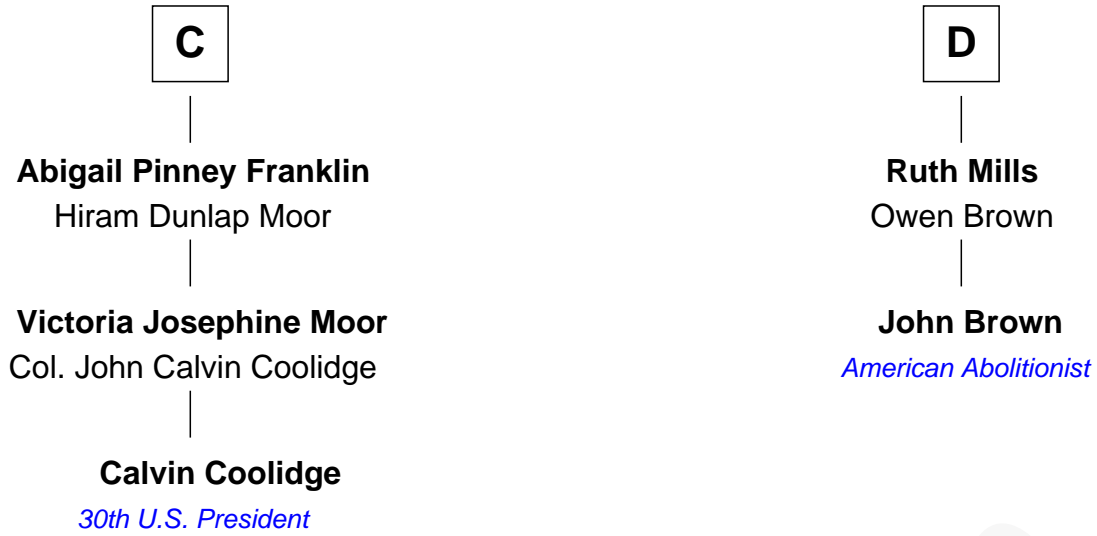 C
Abigail Pinney Franklin
Hiram Dunlap Moor
Victoria Josephine Moor
Col. John Calvin Coolidge
Calvin Coolidge
30th U.S. President
D
Ruth Mills
Owen Brown
John Brown
American Abolitionist